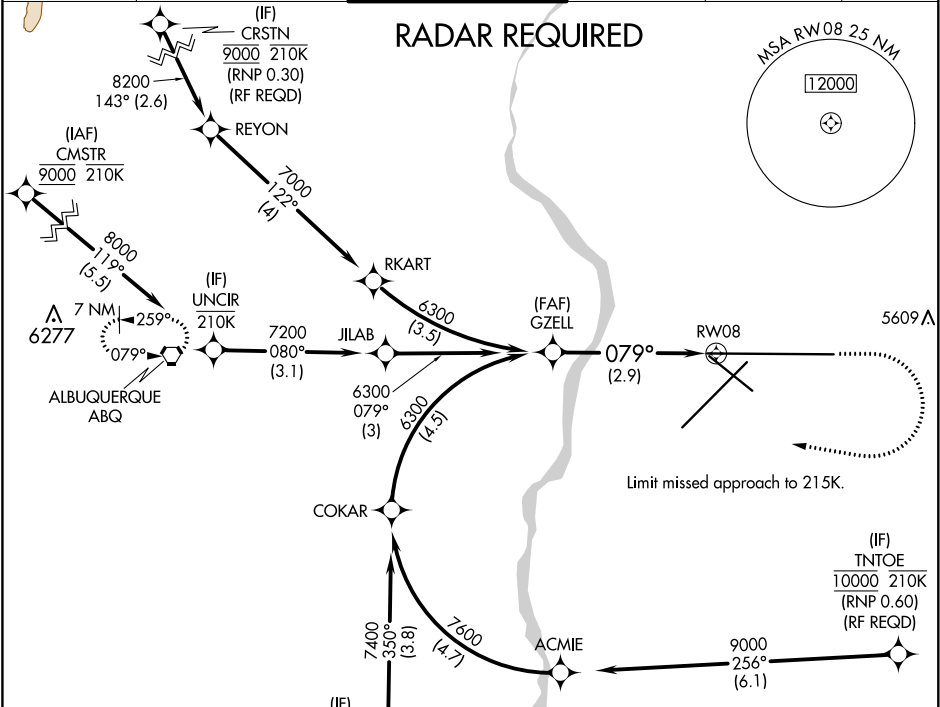 RADAR REQUIRED
(IF)
CRSTN
9000 210K
(RNP 0.30)
(RF REQD)
8200
143° (2.6)
REYON
MSA RW08 25 NM
12000
(IAF)
CMSTR
9000 210K
7000
122°
(4)
8000
119°
(5.5)
RKART
(IF)
UNCIR
210K
6300
(3.5)
(FAF)
GZELL
6277
7 NM
259°
079°
7200
080°
(3.1)
JILAB
079°
(2.9)
RW08
5609
ALBUQUERQUE
ABQ
6300
079°
(3)
6300
(4.5)
Limit missed approach to 215K.
COKAR
(IF)
TNTOE
10000 210K
(RNP 0.60)
(RF REQD)
7400
350°
(3.8)
7600
(4.7)
ACMIE
9000
256°
(6.1)
(IF)